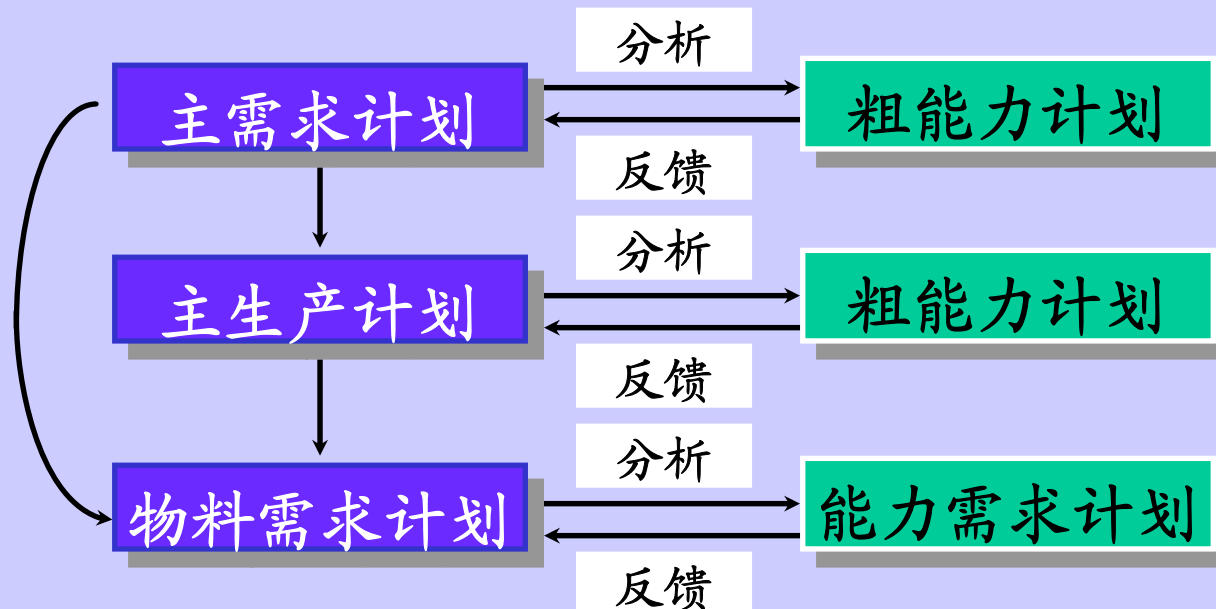 分析
主需求计划
粗能力计划
反馈
分析
主生产计划
粗能力计划
反馈
分析
物料需求计划
能力需求计划
反馈